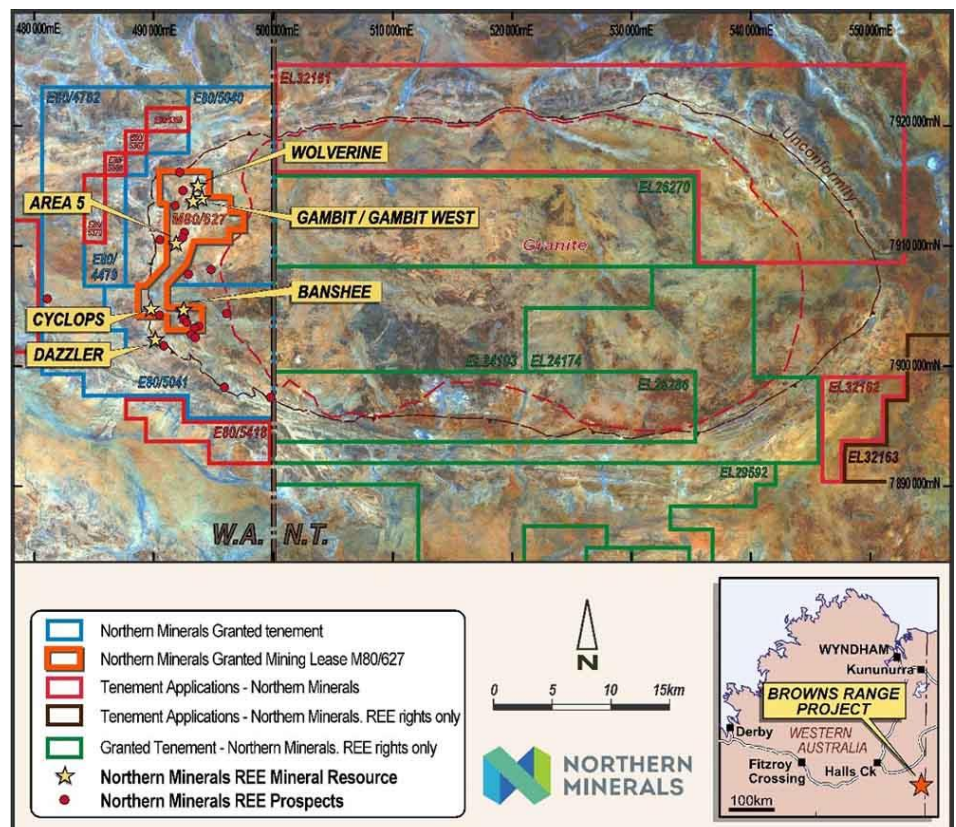 480 000mE
490 000mE
500 000mE
510 000mE
520 000mE
530 000mE
540 000mE
550 000mE
EL32161
E80/4782
E80/5040
7 920 000mN
Unconformity
WOLVERINE
EL26270
AREA 5
M80/627
GAMBIT / GAMBIT WEST
7 910 000mN
Granite
E80/
4479
BANSHEE
CYCLOPS
DAZZLER
EL24193
EL24174
7 900 000mN
E80/5041
EL26286
EL32162
E80/5418
EL32163
EL29592
7 890 000mN
W.A.
N.T.
Northern Minerals Granted tenement
Northern Minerals Granted Mining Lease M80/627
Tenement Applications - Northern Minerals
Tenement Applications - Northern Minerals. REE rights only
Granted Tenement - Northern Minerals. REE rights only
Northern Minerals REE Mineral Resource
Northern Minerals REE Prospects
N
0 5 10 15km
NORTHERN
MINERALS
WYNDHAM
Kununurra
BROWNS RANGE
PROJECT
Derby
WESTERN
AUSTRALIA
Fitzroy
Crossing
Halls Ck
100km